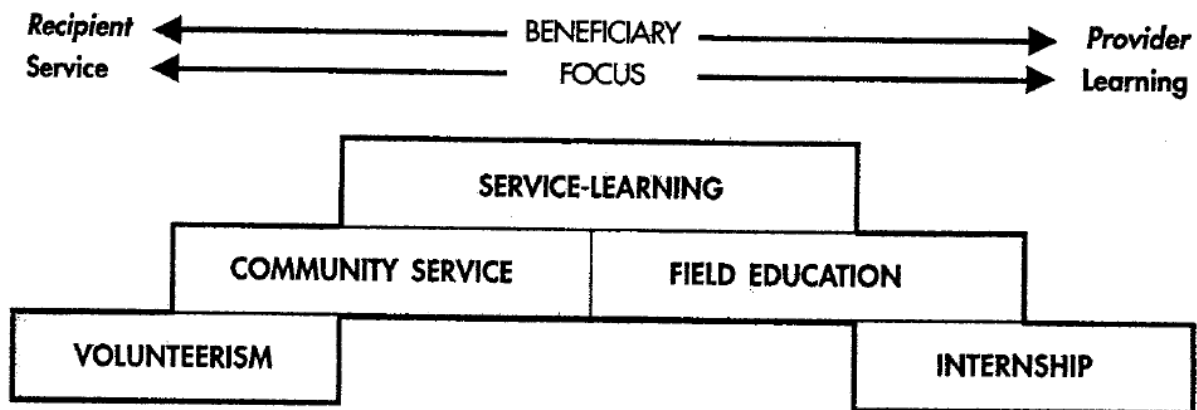 Recipient BENEFICIARY Provider
Service FOCUS Learning
SERVICE-LEARNING
COMMUNITY SERVICE FIELD EDUCATION
VOLUNTEERISM INTERNSHIP